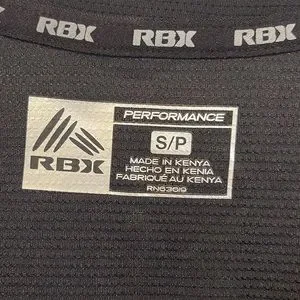 RBX RBX RBX
PERFORMANCE
S/P
RBX
MADE IN KENYA
HECHO EN KENIA
FABRIQUÉ AU KENYA
RN63619